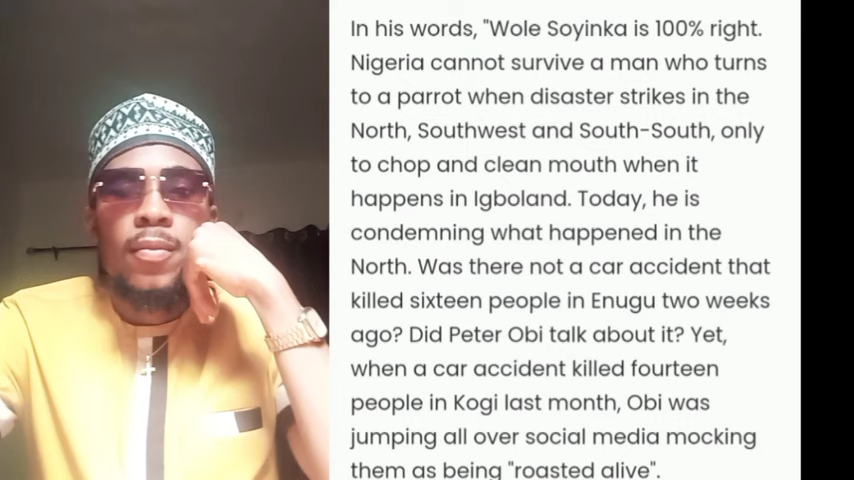 In his words, "Wole Soyinka is 100% right.
Nigeria cannot survive a man who turns
to a parrot when disaster strikes in the
North, Southwest and South-South, only
to chop and clean mouth when it
happens in Igboland. Today, he is
condemning what happened in the
North. Was there not a car accident that
killed sixteen people in Enugu two weeks
ago? Did Peter Obi talk about it? Yet,
when a car accident killed fourteen
people in Kogi last month, Obi was
jumping all over social media mocking
them as being "roasted alive".